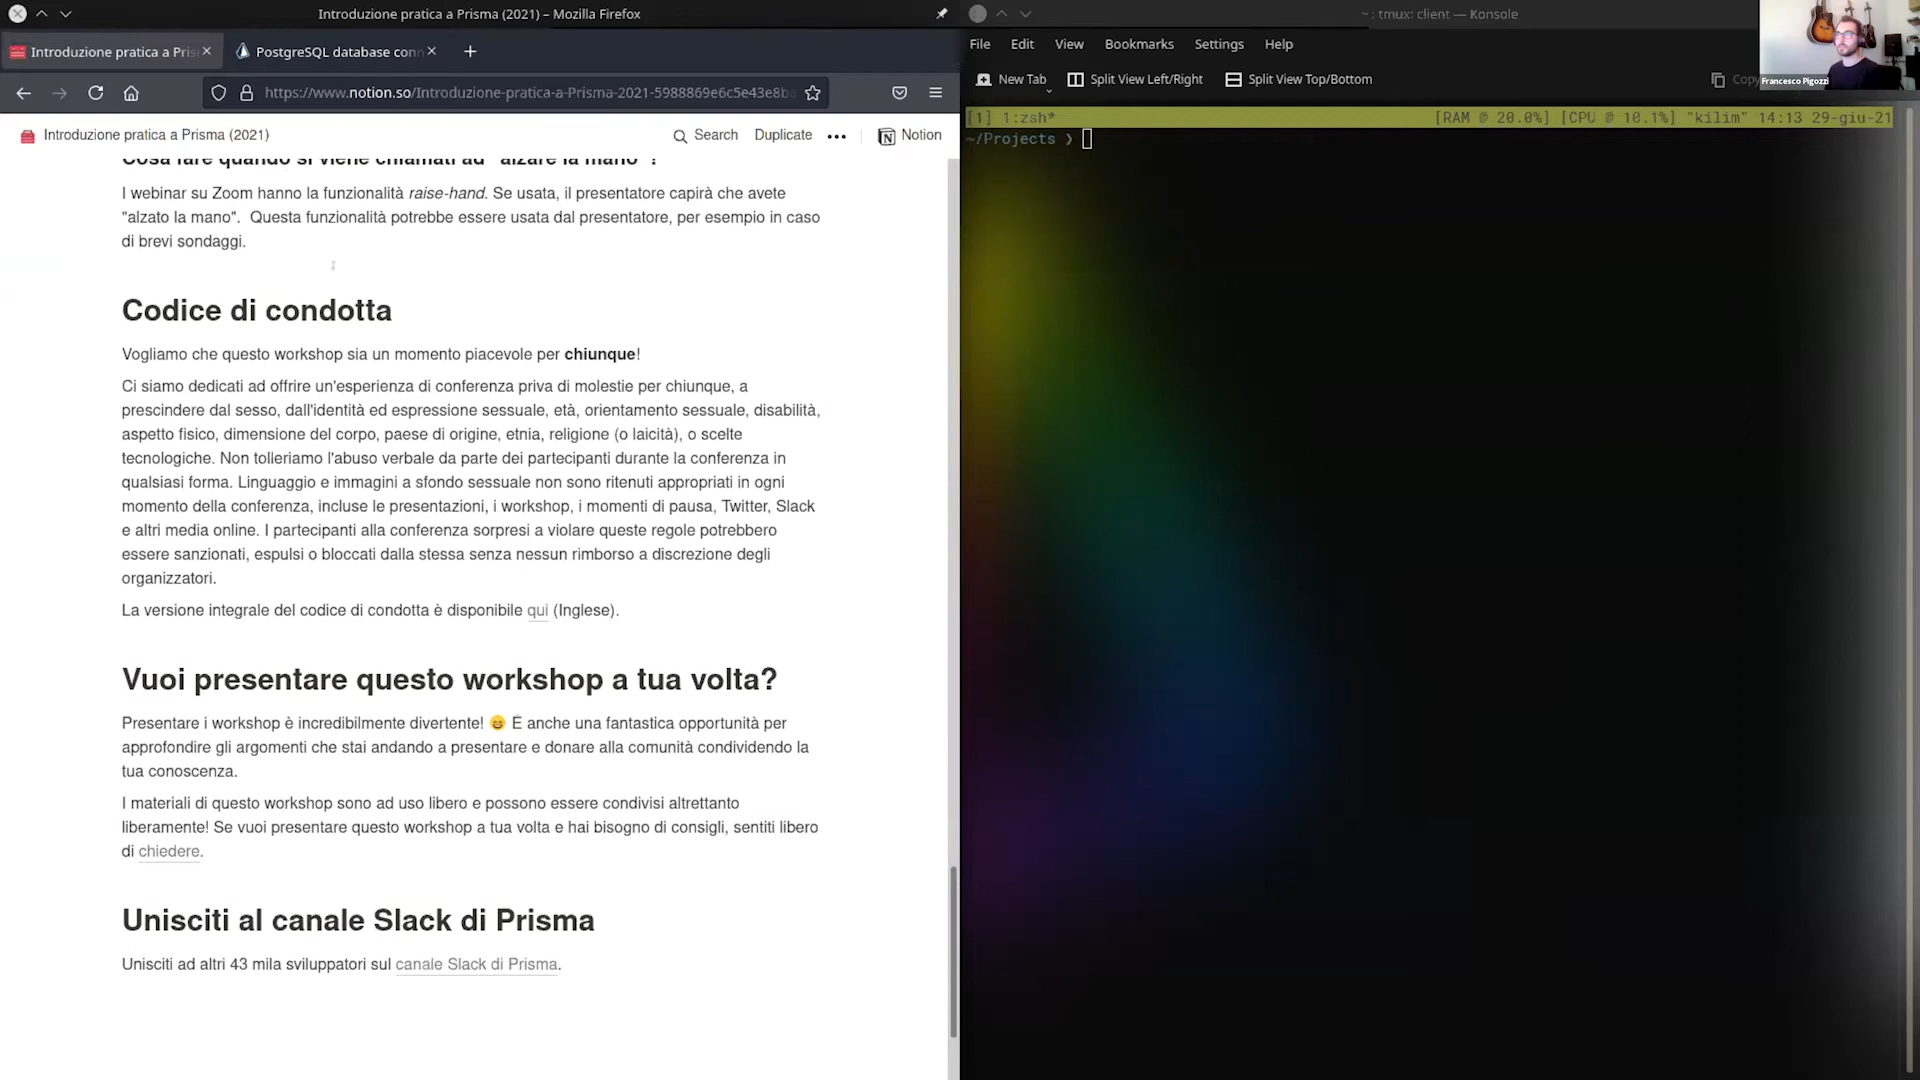 Introduzione pratica a Prisma (2021) – Mozilla Firefox
Introduzione pratica a Pris
PostgreSQL database conn
https://www.notion.so/Introduzione-pratica-a-Prisma-2021-5988869e6c5e43e8ba
Introduzione pratica a Prisma (2021)
Search
Duplicate
Notion
Cosa fare quando si viene chiamati ad "alzare la mano"?
I webinar su Zoom hanno la funzionalità raise-hand. Se usata, il presentatore capirà che avete
"alzato la mano". Questa funzionalità potrebbe essere usata dal presentatore, per esempio in caso
di brevi sondaggi.
Codice di condotta
Vogliamo che questo workshop sia un momento piacevole per chiunque!
Ci siamo dedicati ad offrire un'esperienza di conferenza priva di molestie per chiunque, a
prescindere dal sesso, dall'identità ed espressione sessuale, età, orientamento sessuale, disabilità,
aspetto fisico, dimensione del corpo, paese di origine, etnia, religione (o laicità), o scelte
tecnologiche. Non tolleriamo l'abuso verbale da parte dei partecipanti durante la conferenza in
qualsiasi forma. Linguaggio e immagini a sfondo sessuale non sono ritenuti appropriati in ogni
momento della conferenza, incluse le presentazioni, i workshop, i momenti di pausa, Twitter, Slack
e altri media online. I partecipanti alla conferenza sorpresi a violare queste regole potrebbero
essere sanzionati, espulsi o bloccati dalla stessa senza nessun rimborso a discrezione degli
organizzatori.
La versione integrale del codice di condotta è disponibile qui (Inglese).
Vuoi presentare questo workshop a tua volta?
Presentare i workshop è incredibilmente divertente! 😄 È anche una fantastica opportunità per
approfondire gli argomenti che stai andando a presentare e donare alla comunità condividendo la
tua conoscenza.
I materiali di questo workshop sono ad uso libero e possono essere condivisi altrettanto
liberamente! Se vuoi presentare questo workshop a tua volta e hai bisogno di consigli, sentiti libero
di chiedere.
Unisciti al canale Slack di Prisma
Unisciti ad altri 43 mila sviluppatori sul canale Slack di Prisma.
~ : tmux: client — Konsole
File Edit View Bookmarks Settings Help
New Tab Split View Left/Right Split View Top/Bottom Copy
Francesco Pigozzi
[1] 1:zsh* [RAM @ 20.0%] [CPU @ 10.1%] "kilim" 14:13 29-giu-21
~/Projects ❯